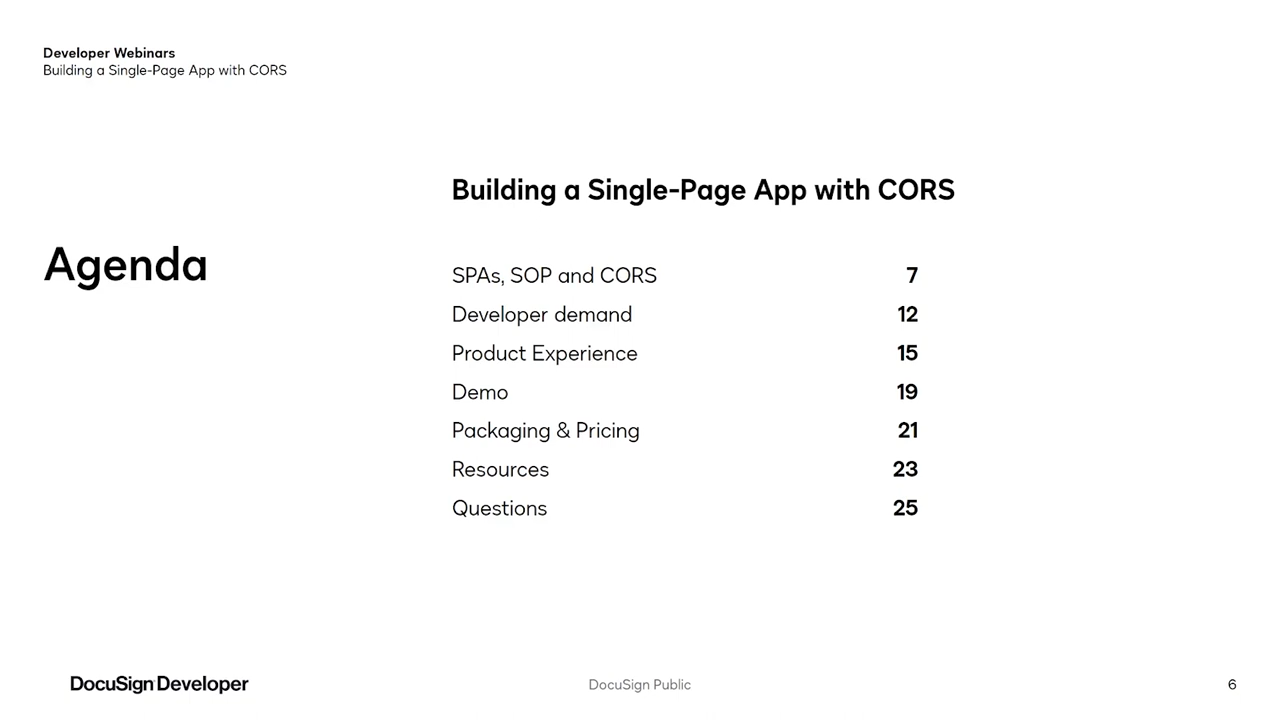 Developer Webinars
Building a Single-Page App with CORS
Building a Single-Page App with CORS
Agenda
SPAs, SOP and CORS 7
Developer demand 12
Product Experience 15
Demo 19
Packaging & Pricing 21
Resources 23
Questions 25
DocuSign Developer DocuSign Public 6